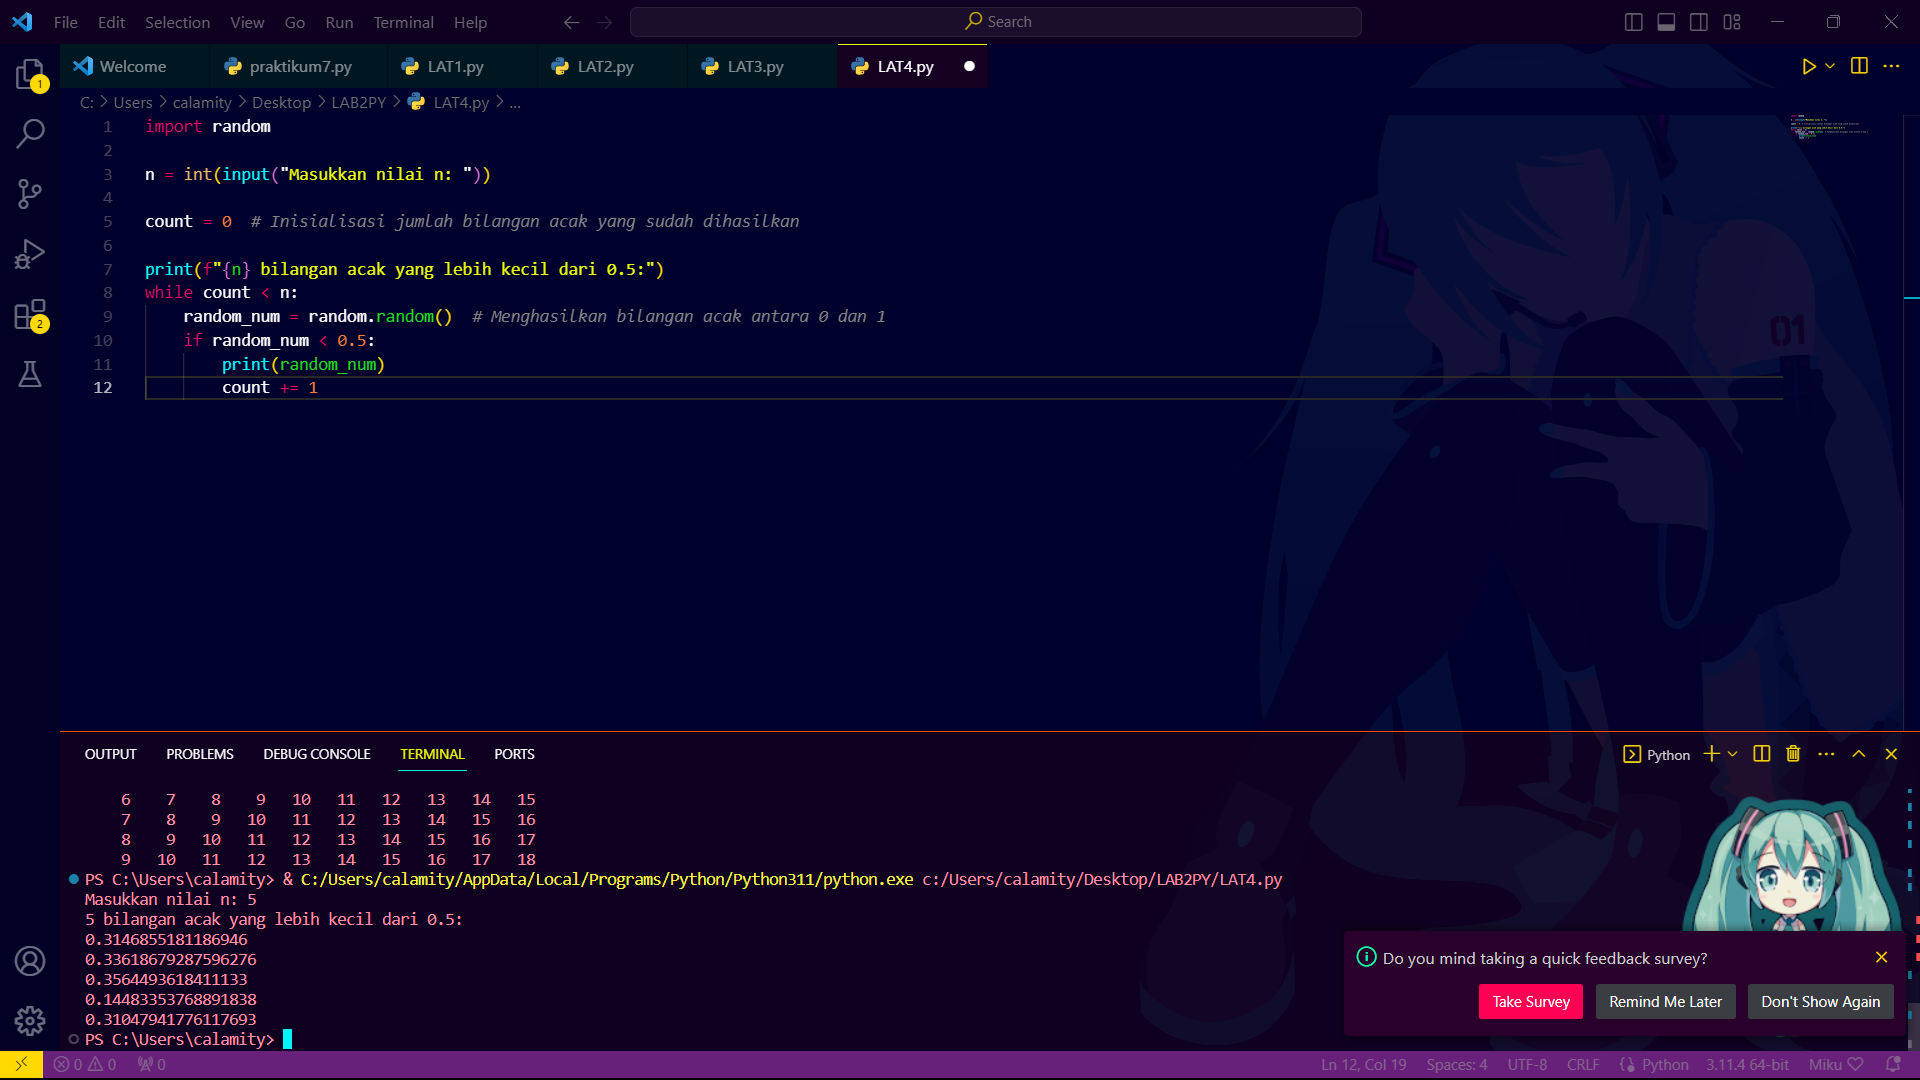 File Edit Selection View Go Run Terminal Help
Search
Welcome praktikum7.py LAT1.py LAT2.py LAT3.py LAT4.py
C: > Users > calamity > Desktop > LAB2PY > LAT4.py > ...
1 import random
2
3 n = int(input("Masukkan nilai n: "))
4
5 count = 0  # Inisialisasi jumlah bilangan acak yang sudah dihasilkan
6
7 print(f"{n} bilangan acak yang lebih kecil dari 0.5:")
8 while count < n:
9     random_num = random.random()  # Menghasilkan bilangan acak antara 0 dan 1
10     if random_num < 0.5:
11         print(random_num)
12         count += 1
01
1
2
OUTPUT PROBLEMS DEBUG CONSOLE TERMINAL PORTS
Python
6 7 8 9 10 11 12 13 14 15
7 8 9 10 11 12 13 14 15 16
8 9 10 11 12 13 14 15 16 17
9 10 11 12 13 14 15 16 17 18
PS C:\Users\calamity> & C:/Users/calamity/AppData/Local/Programs/Python/Python311/python.exe c:/Users/calamity/Desktop/LAB2PY/LAT4.py
Masukkan nilai n: 5
5 bilangan acak yang lebih kecil dari 0.5:
0.3146855181186946
0.33618679287596276
0.3564493618411133
0.14483353768891838
0.31047941776117693
PS C:\Users\calamity>
Do you mind taking a quick feedback survey?
Take Survey Remind Me Later Don't Show Again
0 0 0 Ln 12, Col 19 Spaces: 4 UTF-8 CRLF Python 3.11.4 64-bit Miku